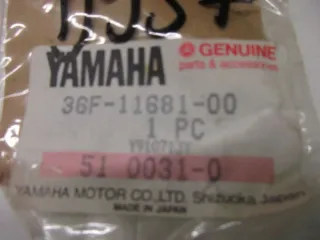 YAMAHA
GENUINE
parts & accessories
36F-11681-00
1 PC
51 0031-0
YAMAHA MOTOR CO.,LTD. Shizuoka Japan
MADE IN JAPAN